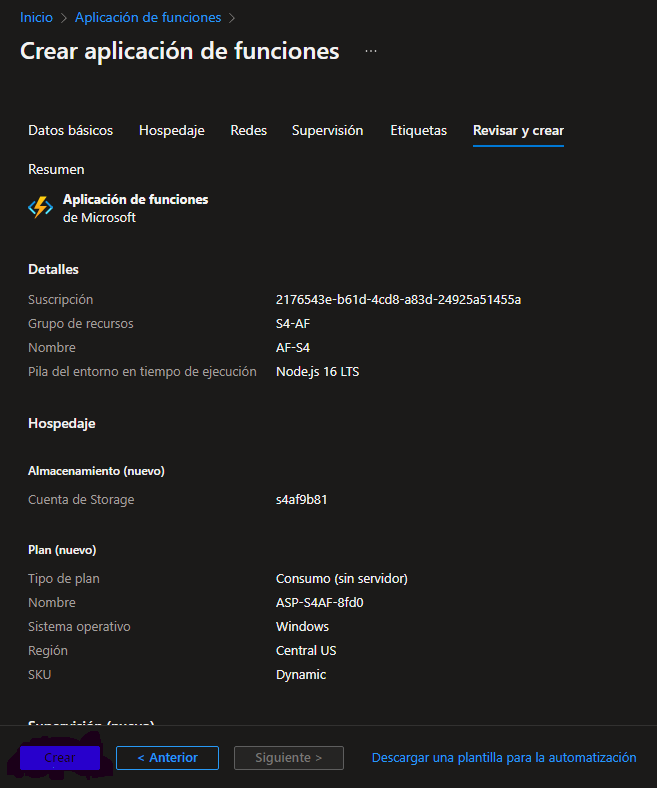 Inicio > Aplicación de funciones >
Crear aplicación de funciones ...
Datos básicos Hospedaje Redes Supervisión Etiquetas Revisar y crear
Resumen
Aplicación de funciones
de Microsoft
Detalles
Suscripción 2176543e-b61d-4cd8-a83d-24925a51455a
Grupo de recursos S4-AF
Nombre AF-S4
Pila del entorno en tiempo de ejecución Node.js 16 LTS
Hospedaje
Almacenamiento (nuevo)
Cuenta de Storage s4af9b81
Plan (nuevo)
Tipo de plan Consumo (sin servidor)
Nombre ASP-S4AF-8fd0
Sistema operativo Windows
Región Central US
SKU Dynamic
Supervisión (nuevo)
Crear < Anterior Siguiente > Descargar una plantilla para la automatización